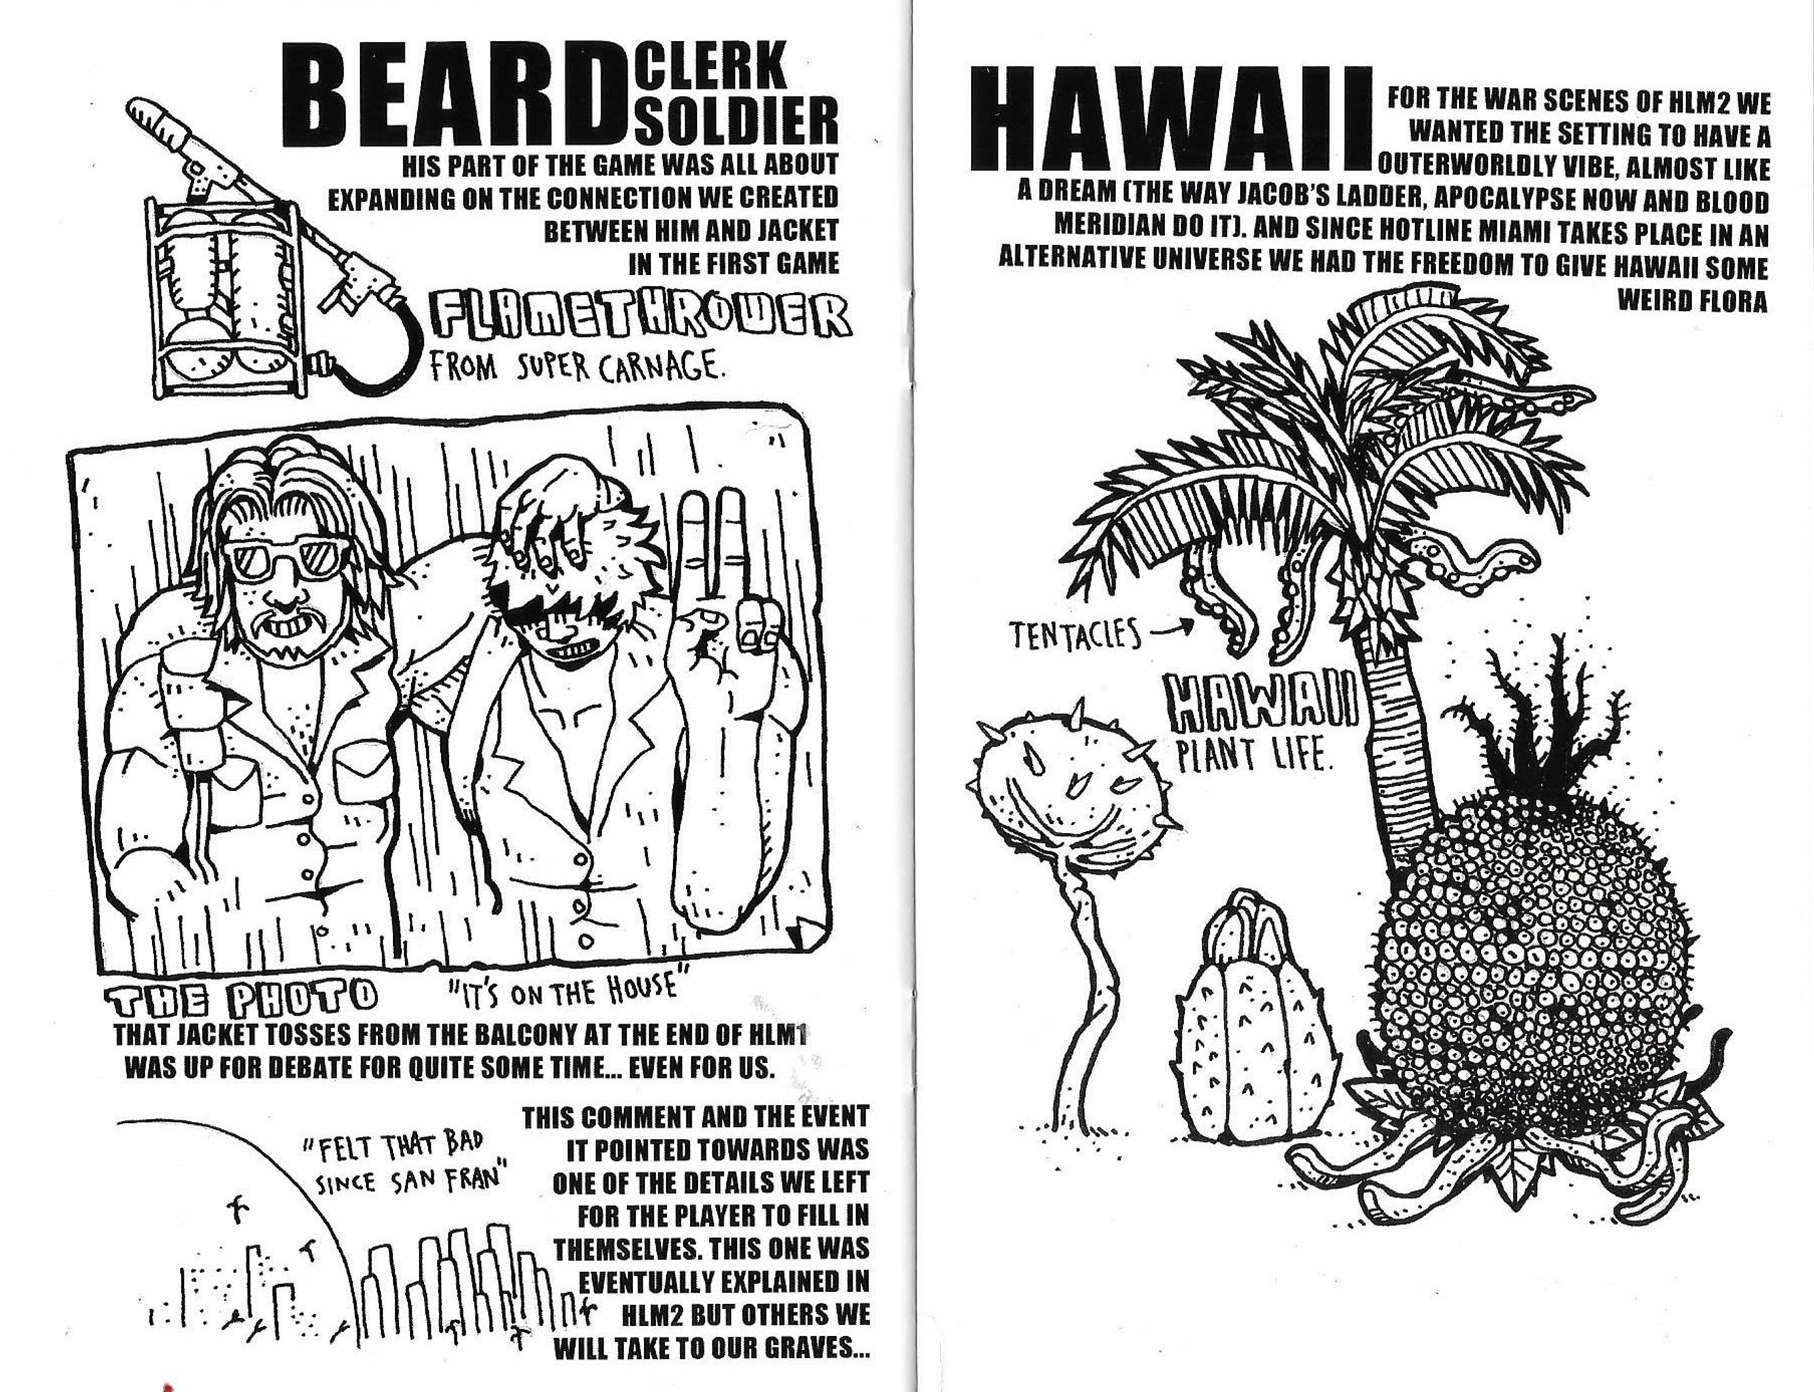 BEARD CLERK
SOLDIER
HIS PART OF THE GAME WAS ALL ABOUT
EXPANDING ON THE CONNECTION WE CREATED
BETWEEN HIM AND JACKET
IN THE FIRST GAME
FLAMETHROWER
FROM SUPER CARNAGE.
THE PHOTO "IT'S ON THE HOUSE"
THAT JACKET TOSSES FROM THE BALCONY AT THE END OF HLM1
WAS UP FOR DEBATE FOR QUITE SOME TIME... EVEN FOR US.
"FELT THAT BAD
SINCE SAN FRAN"
THIS COMMENT AND THE EVENT
IT POINTED TOWARDS WAS
ONE OF THE DETAILS WE LEFT
FOR THE PLAYER TO FILL IN
THEMSELVES. THIS ONE WAS
EVENTUALLY EXPLAINED IN
HLM2 BUT OTHERS WE
WILL TAKE TO OUR GRAVES...
HAWAII
FOR THE WAR SCENES OF HLM2 WE
WANTED THE SETTING TO HAVE A
OUTERWORLDLY VIBE, ALMOST LIKE
A DREAM (THE WAY JACOB'S LADDER, APOCALYPSE NOW AND BLOOD
MERIDIAN DO IT). AND SINCE HOTLINE MIAMI TAKES PLACE IN AN
ALTERNATIVE UNIVERSE WE HAD THE FREEDOM TO GIVE HAWAII SOME
WEIRD FLORA
TENTACLES
HAWAII
PLANT LIFE.